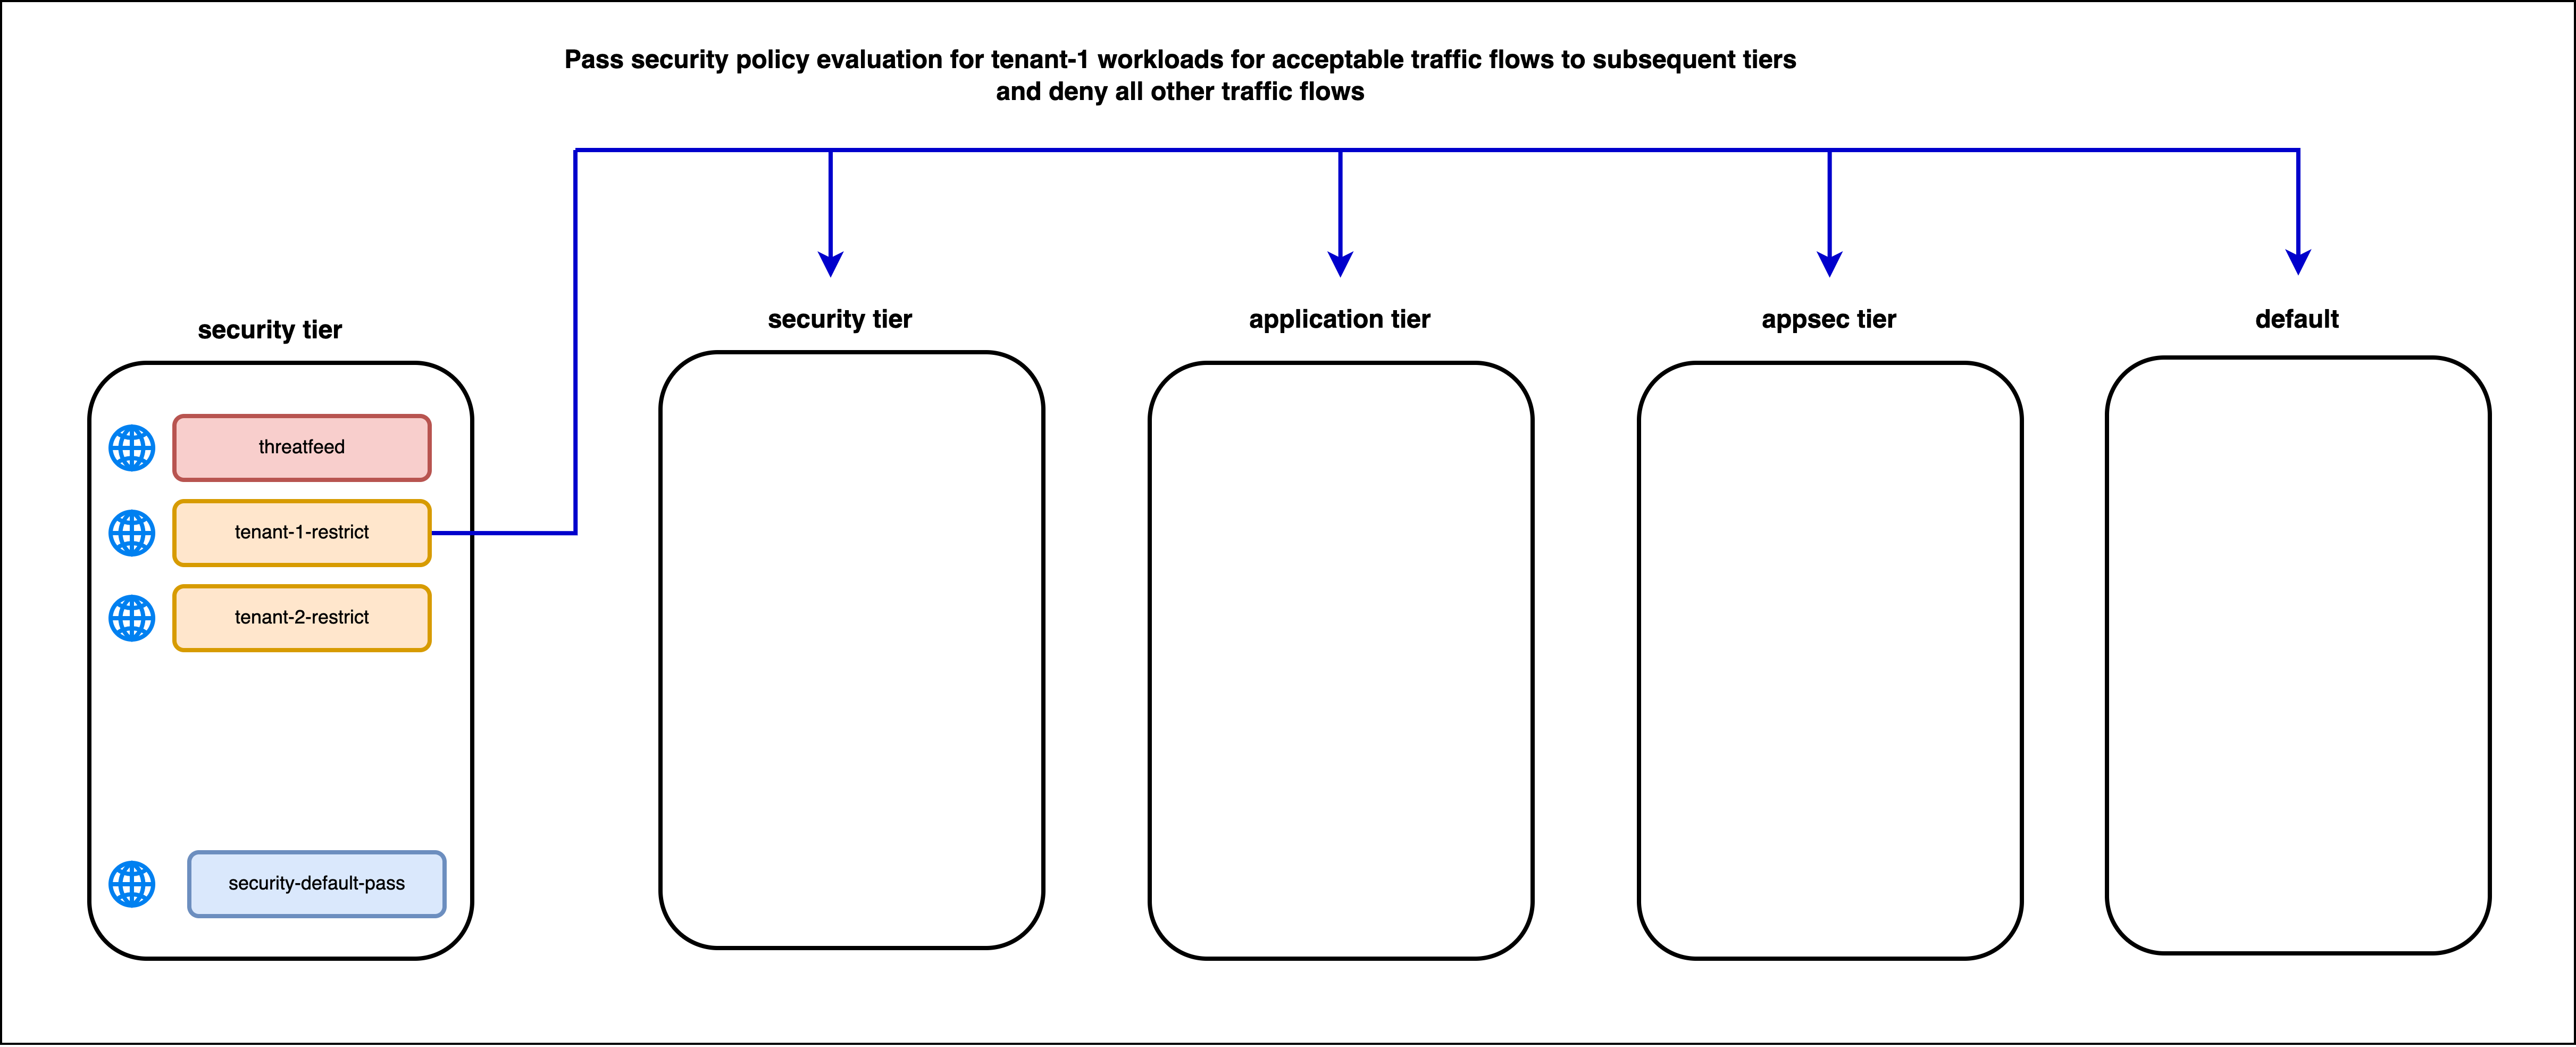 Pass security policy evaluation for tenant-1 workloads for acceptable traffic flows to subsequent tiers
and deny all other traffic flows
security tier
security tier
application tier
appsec tier
default
threatfeed
tenant-1-restrict
tenant-2-restrict
security-default-pass